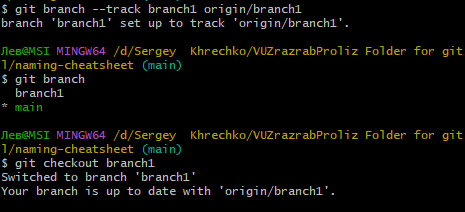 $ git branch --track branch1 origin/branch1
branch 'branch1' set up to track 'origin/branch1'.
Лев@MSI MINGW64 /d/Sergey  Khrechko/VUZrazrabProliz Folder for git
l/naming-cheatsheet (main)
$ git branch
  branch1
* main
Лев@MSI MINGW64 /d/Sergey  Khrechko/VUZrazrabProliz Folder for git
l/naming-cheatsheet (main)
$ git checkout branch1
Switched to branch 'branch1'
Your branch is up to date with 'origin/branch1'.